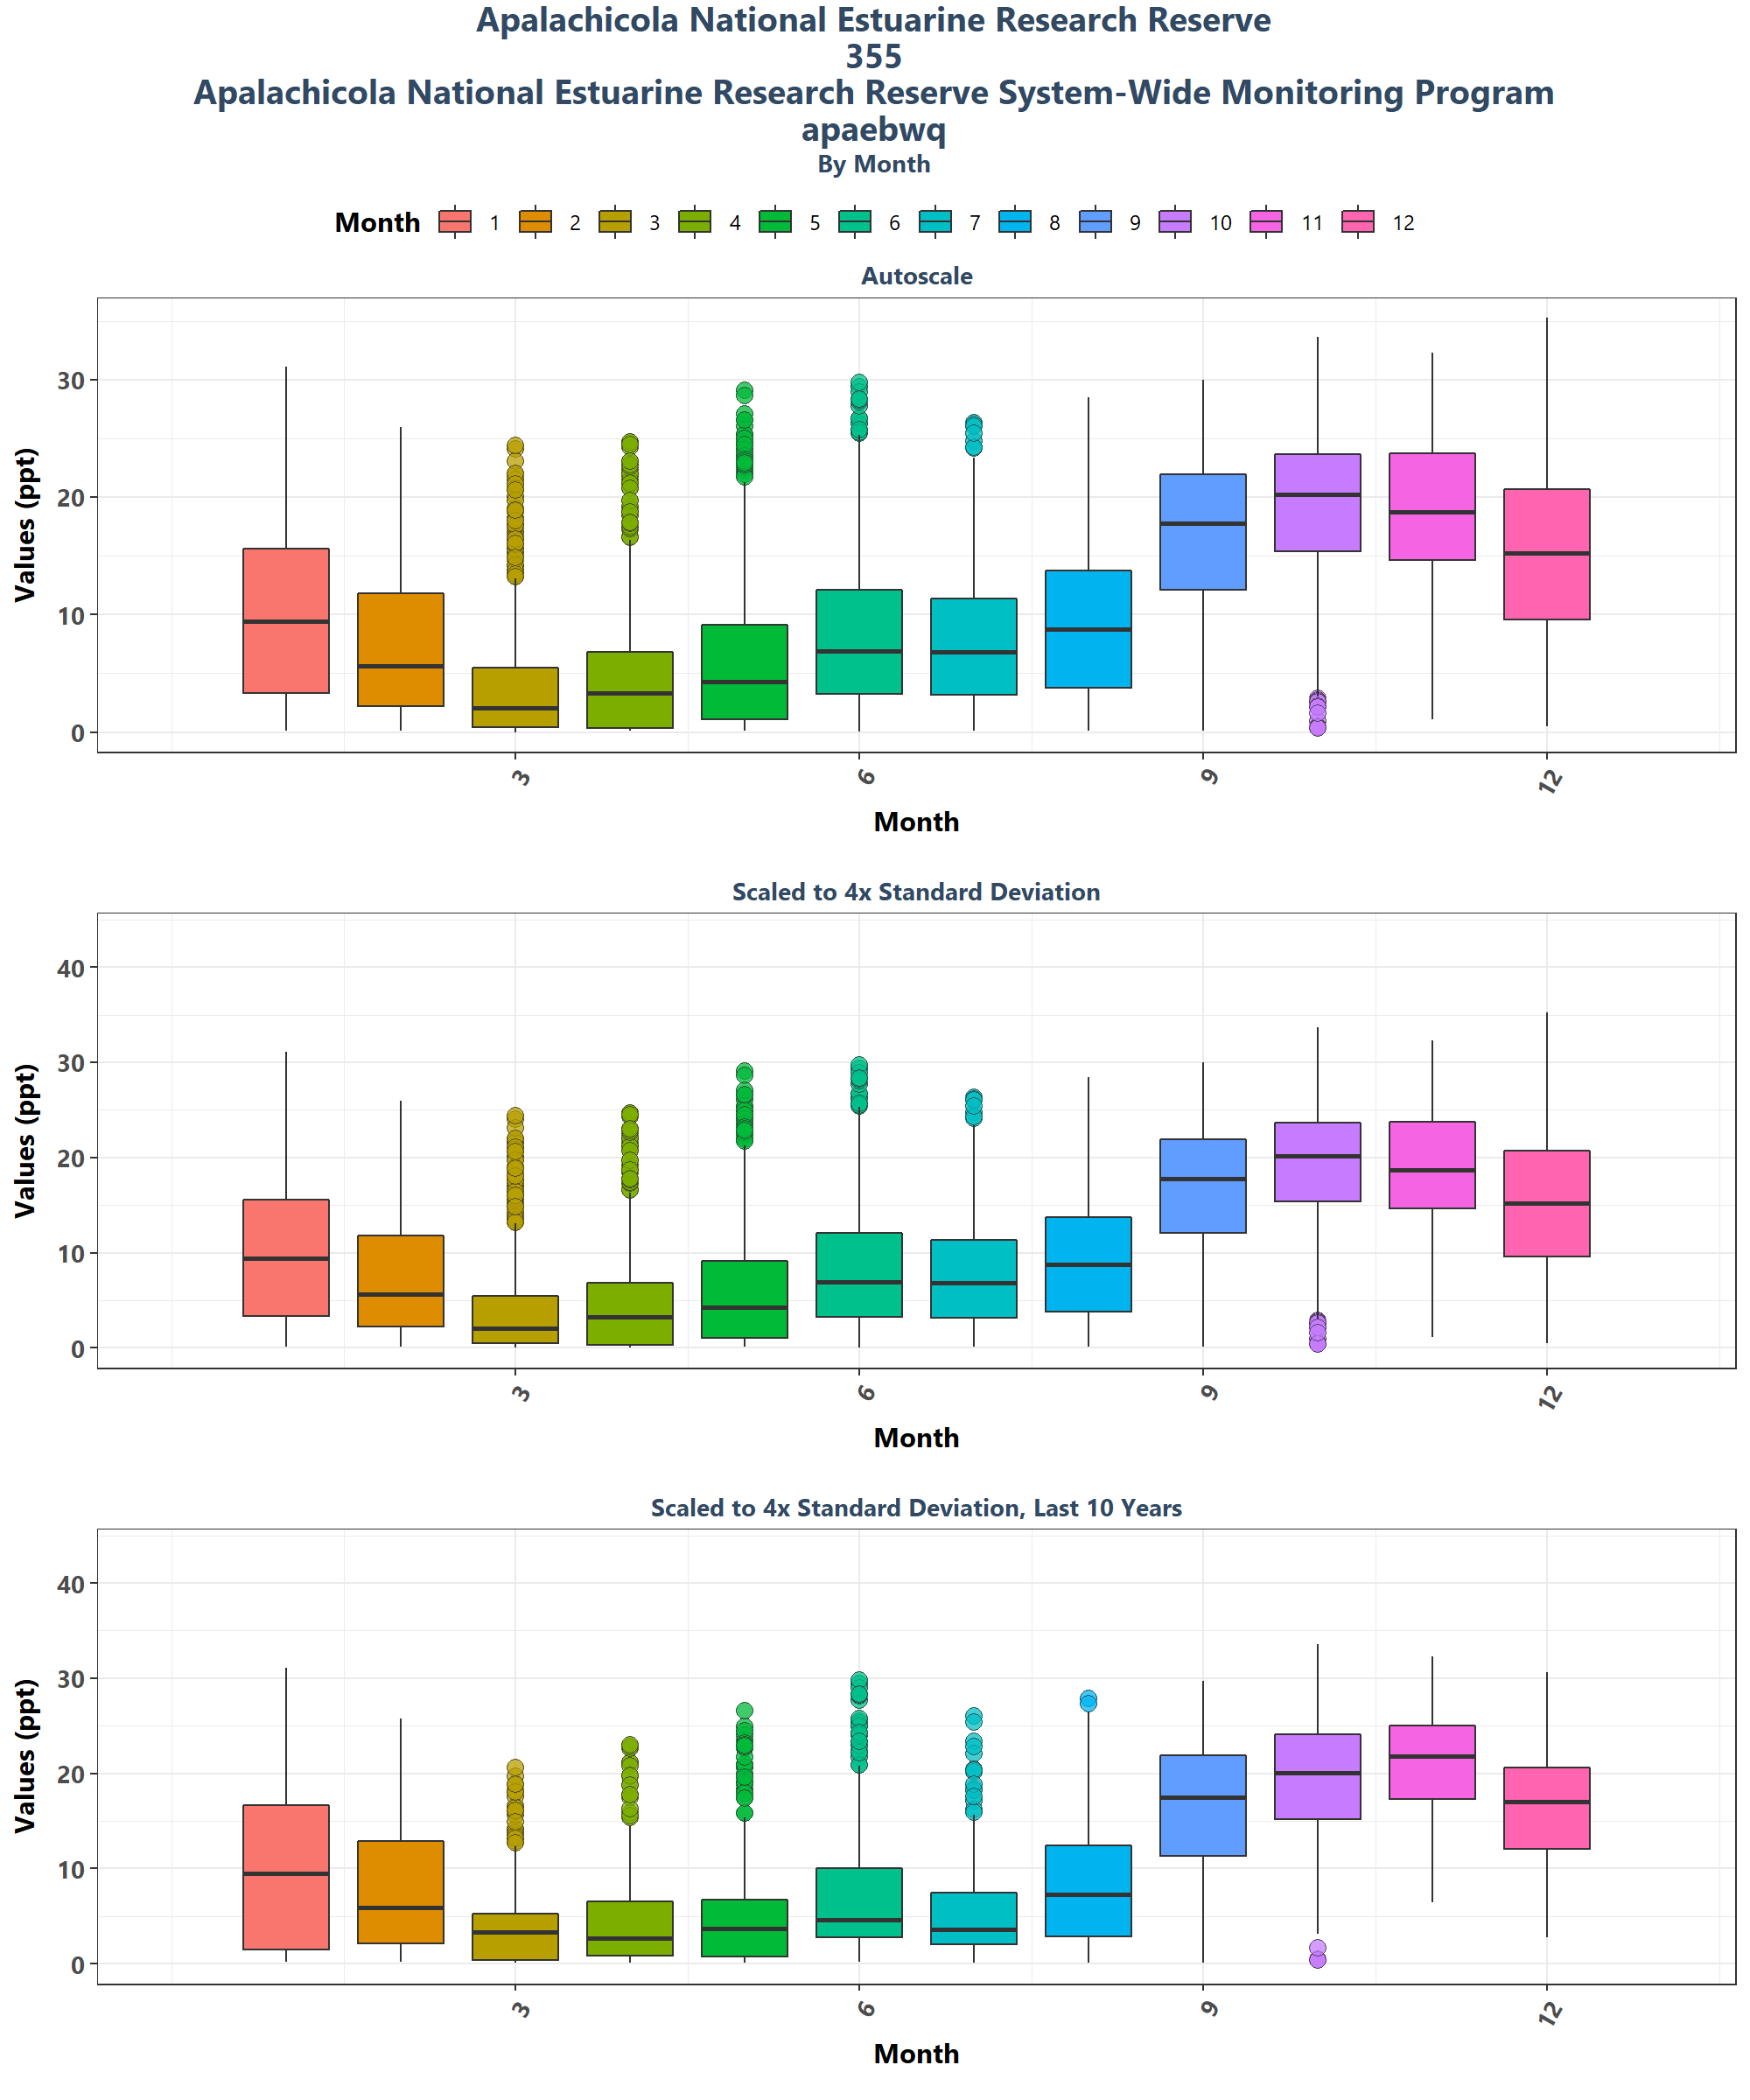 Apalachicola National Estuarine Research Reserve
355
Apalachicola National Estuarine Research Reserve System-Wide Monitoring Program
apaebwq
By Month
Month 1 2 3 4 5 6 7 8 9 10 11 12
Autoscale
Values (ppt)
30
20
10
0
3 6 9 12
Month
Scaled to 4x Standard Deviation
Values (ppt)
40
30
20
10
0
3 6 9 12
Month
Scaled to 4x Standard Deviation, Last 10 Years
Values (ppt)
40
30
20
10
0
3 6 9 12
Month